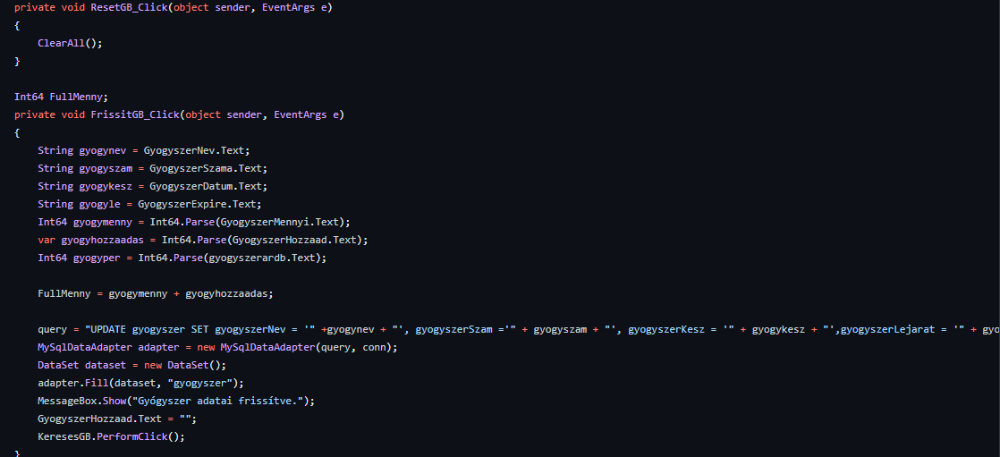 private void ResetGB_Click(object sender, EventArgs e)
{
ClearAll();
}
Int64 FullMenny;
private void FrissitGB_Click(object sender, EventArgs e)
{
String gyogynev = GyogyszerNev.Text;
String gyogyszam = GyogyszerSzama.Text;
String gyogykesz = GyogyszerDatum.Text;
String gyogyle = GyogyszerExpire.Text;
Int64 gyogymenny = Int64.Parse(GyogyszerMennyi.Text);
var gyogyhozzaadas = Int64.Parse(GyogyszerHozzaad.Text);
Int64 gyogyper = Int64.Parse(gyogyszerardb.Text);
FullMenny = gyogymenny + gyogyhozzaadas;
query = "UPDATE gyogyszer SET gyogyszerNev = '" +gyogynev + "', gyogyszerSzam ='" + gyogyszam + "', gyogyszerKesz = '" + gyogykesz + "',gyogyszerLejarat = '" + gyo
MySqlDataAdapter adapter = new MySqlDataAdapter(query, conn);
DataSet dataset = new DataSet();
adapter.Fill(dataset, "gyogyszer");
MessageBox.Show("Gyógyszer adatai frissítve.");
GyogyszerHozzaad.Text = "";
KeresesGB.PerformClick();
}